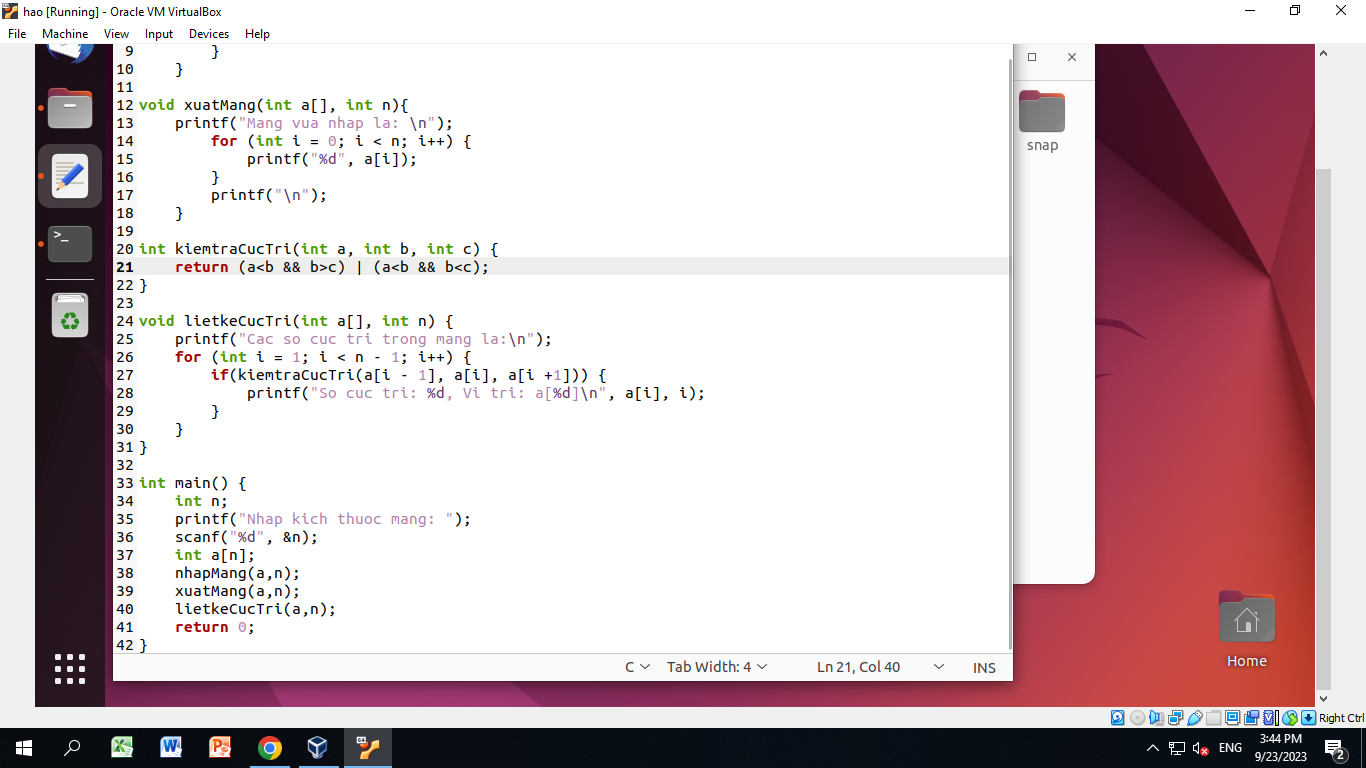 hao [Running] - Oracle VM VirtualBox
File Machine View Input Devices Help
9 }
10 }
11
12 void xuatMang(int a[], int n){
13 printf("Mang vua nhap la: \n");
14 for (int i = 0; i < n; i++) {
15 printf("%d", a[i]);
16 }
17 printf("\n");
18 }
19
20 int kiemtraCucTri(int a, int b, int c) {
21 return (a<b && b>c) | (a<b && b<c);
22 }
23
24 void lietkeCucTri(int a[], int n) {
25 printf("Cac so cuc tri trong mang la:\n");
26 for (int i = 1; i < n - 1; i++) {
27 if(kiemtraCucTri(a[i - 1], a[i], a[i +1])) {
28 printf("So cuc tri: %d, Vi tri: a[%d]\n", a[i], i);
29 }
30 }
31 }
32
33 int main() {
34 int n;
35 printf("Nhap kich thuoc mang: ");
36 scanf("%d", &n);
37 int a[n];
38 nhapMang(a,n);
39 xuatMang(a,n);
40 lietkeCucTri(a,n);
41 return 0;
42 }
C Tab Width: 4 Ln 21, Col 40 INS
snap
Home
Right Ctrl
ENG
3:44 PM
9/23/2023
2